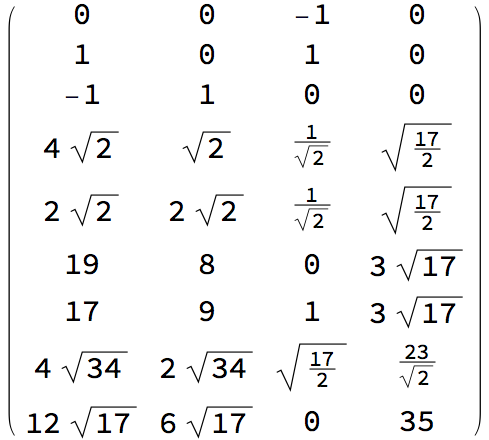 0 0 -1 0
1 0 1 0
-1 1 0 0
4 √2 √2 1/√2 √(17/2)
2 √2 2 √2 1/√2 √(17/2)
19 8 0 3 √17
17 9 1 3 √17
4 √34 2 √34 √(17/2) 23/√2
12 √17 6 √17 0 35